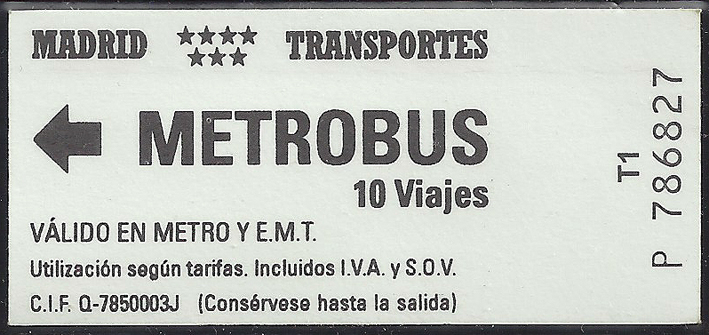 MADRID TRANSPORTES
METROBUS
10 Viajes
VÁLIDO EN METRO Y E.M.T.
Utilización según tarifas. Incluidos I.V.A. y S.O.V.
C.I.F. Q-7850003J (Consérvese hasta la salida)
T1
P 786827